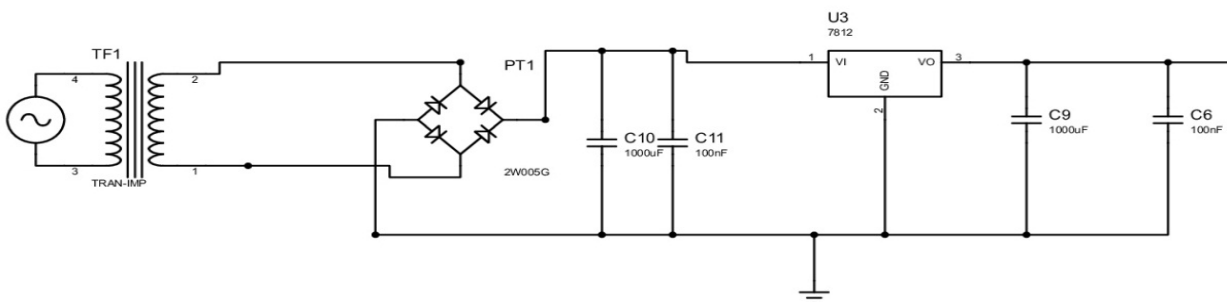 TF1
4
3
2
1
TRAN-IMP
PT1
2W005G
C10
1000uF
C11
100nF
U3
7812
1
VI
VO
3
GND
2
C9
1000uF
C6
100nF